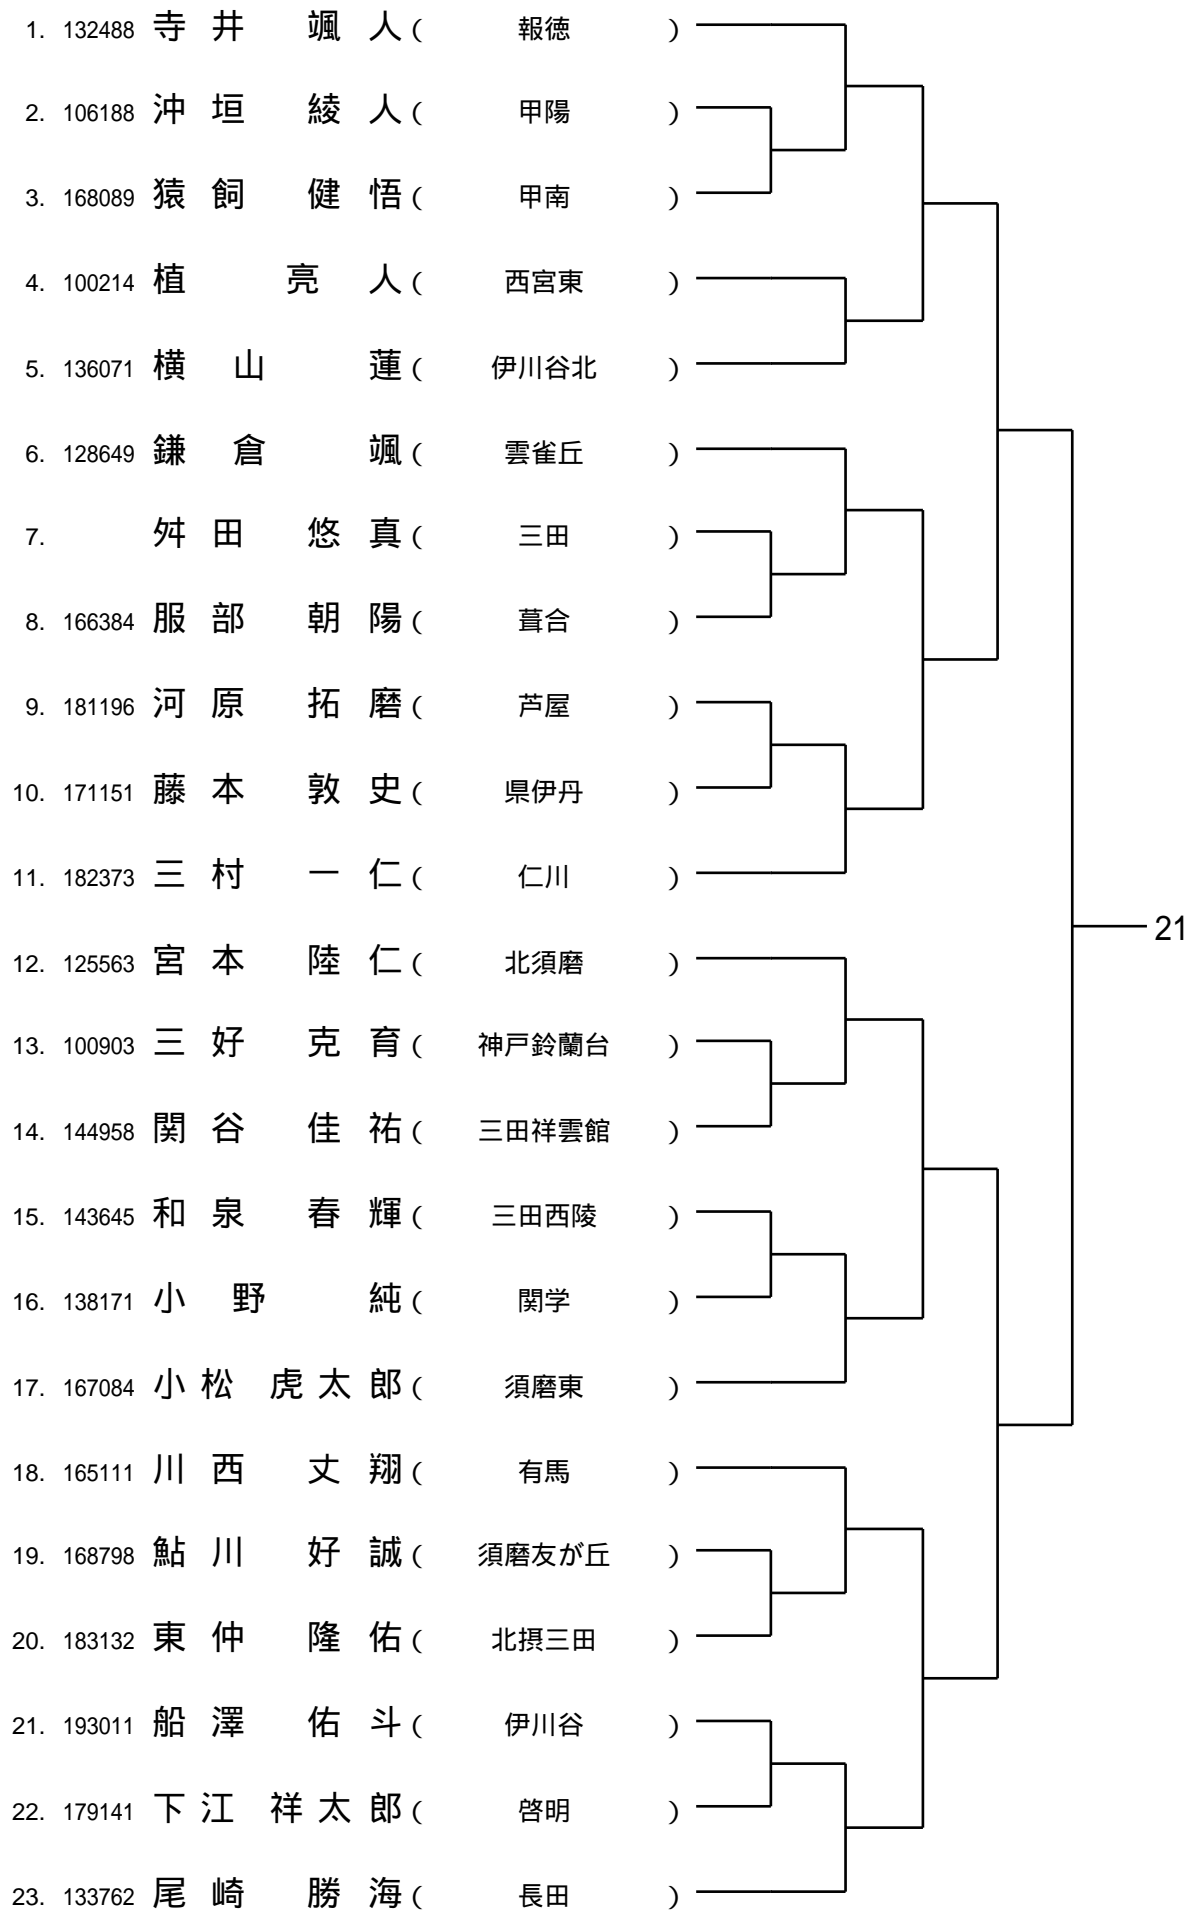 1. 132488 寺井 颯人 ( 報徳 )
2. 106188 沖垣 綾人 ( 甲陽 )
3. 168089 猿飼 健悟 ( 甲南 )
4. 100214 植 亮人 ( 西宮東 )
5. 136071 横山 蓮 ( 伊川谷北 )
6. 128649 鎌倉 颯 ( 雲雀丘 )
7. 舛田 悠真 ( 三田 )
8. 166384 服部 朝陽 ( 葺合 )
9. 181196 河原 拓磨 ( 芦屋 )
10. 171151 藤本 敦史 ( 県伊丹 )
11. 182373 三村 一仁 ( 仁川 )
21
12. 125563 宮本 陸仁 ( 北須磨 )
13. 100903 三好 克育 ( 神戸鈴蘭台 )
14. 144958 関谷 佳祐 ( 三田祥雲館 )
15. 143645 和泉 春輝 ( 三田西陵 )
16. 138171 小野 純 ( 関学 )
17. 167084 小松 虎太郎 ( 須磨東 )
18. 165111 川西 丈翔 ( 有馬 )
19. 168798 鮎川 好誠 ( 須磨友が丘 )
20. 183132 東仲 隆佑 ( 北摂三田 )
21. 193011 船澤 佑斗 ( 伊川谷 )
22. 179141 下江 祥太郎 ( 啓明 )
23. 133762 尾崎 勝海 ( 長田 )